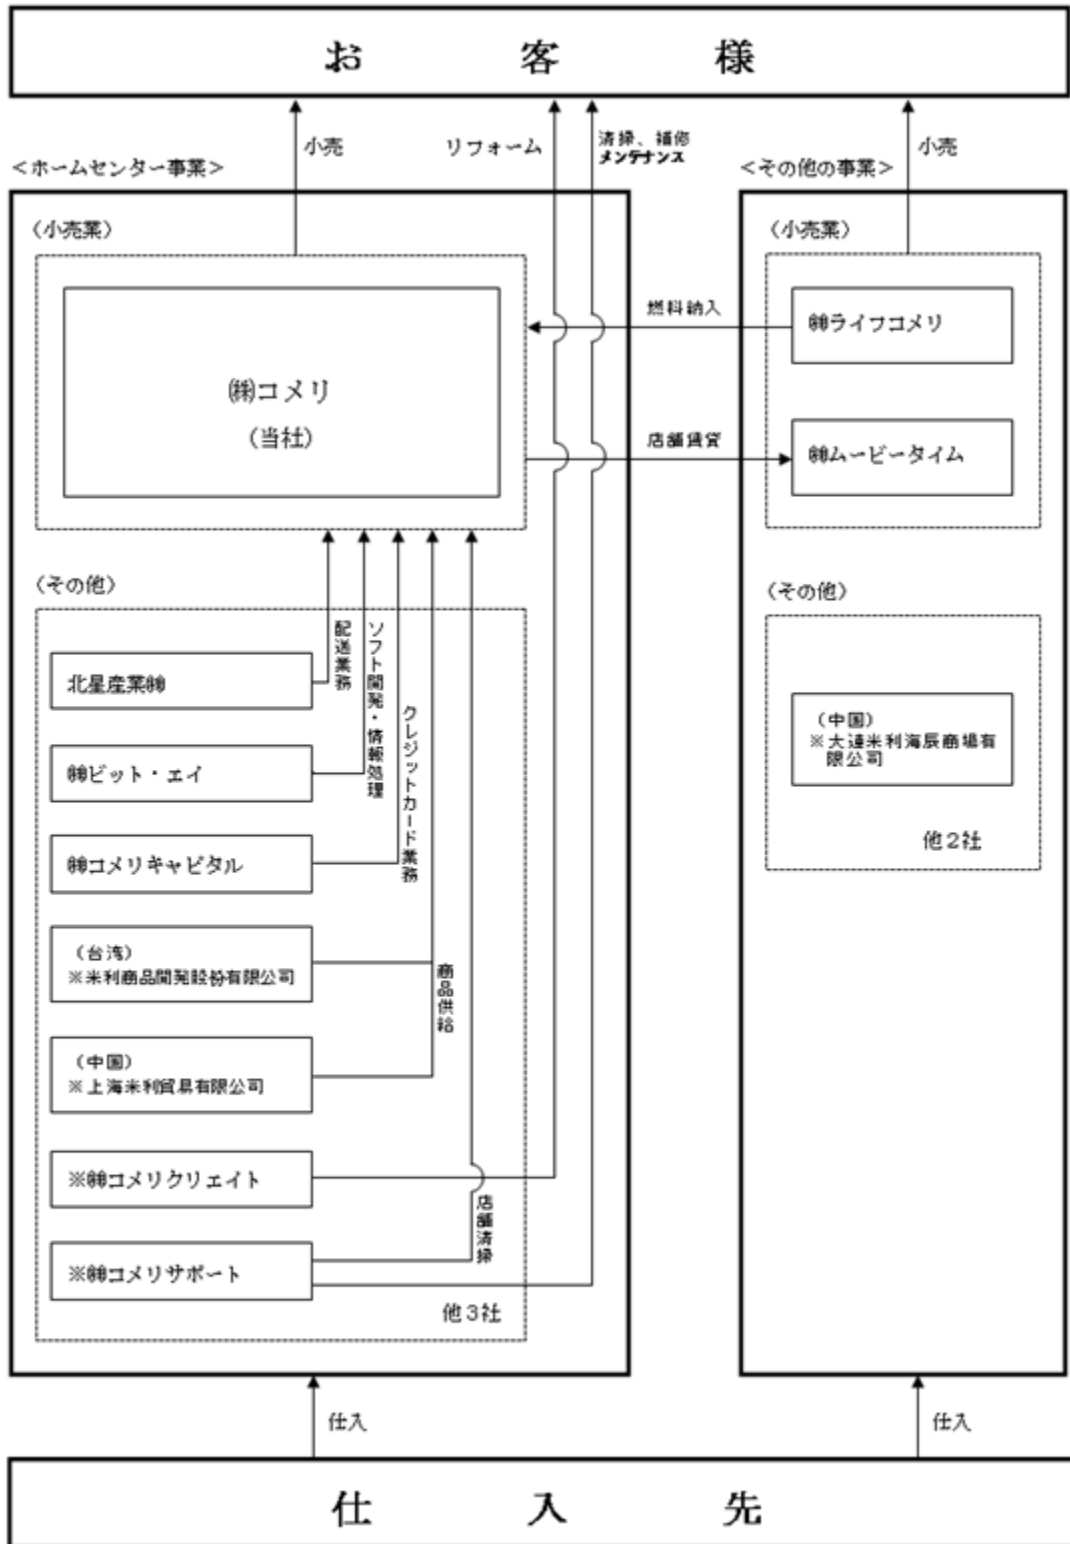 お客様
小売
リフォーム
清掃、補修
メンテナンス
小売
＜ホームセンター事業＞
＜その他の事業＞
〈小売業〉
㈱コメリ
（当社）
〈小売業〉
燃料納入
㈱ライフコメリ
店舗賃貸
㈱ムービータイム
〈その他〉
北星産業㈱
配送業務
㈱ビット・エイ
ソフト開発・情報処理
㈱コメリキャピタル
クレジットカード業務
（台湾）
※米利商品開発股份有限公司
（中国）
※上海米利貿易有限公司
商品供給
※㈱コメリクリエイト
※㈱コメリサポート
店舗清掃
他３社
〈その他〉
（中国）
※大連米利海辰商場有
限公司
他２社
仕入
仕入
仕入先